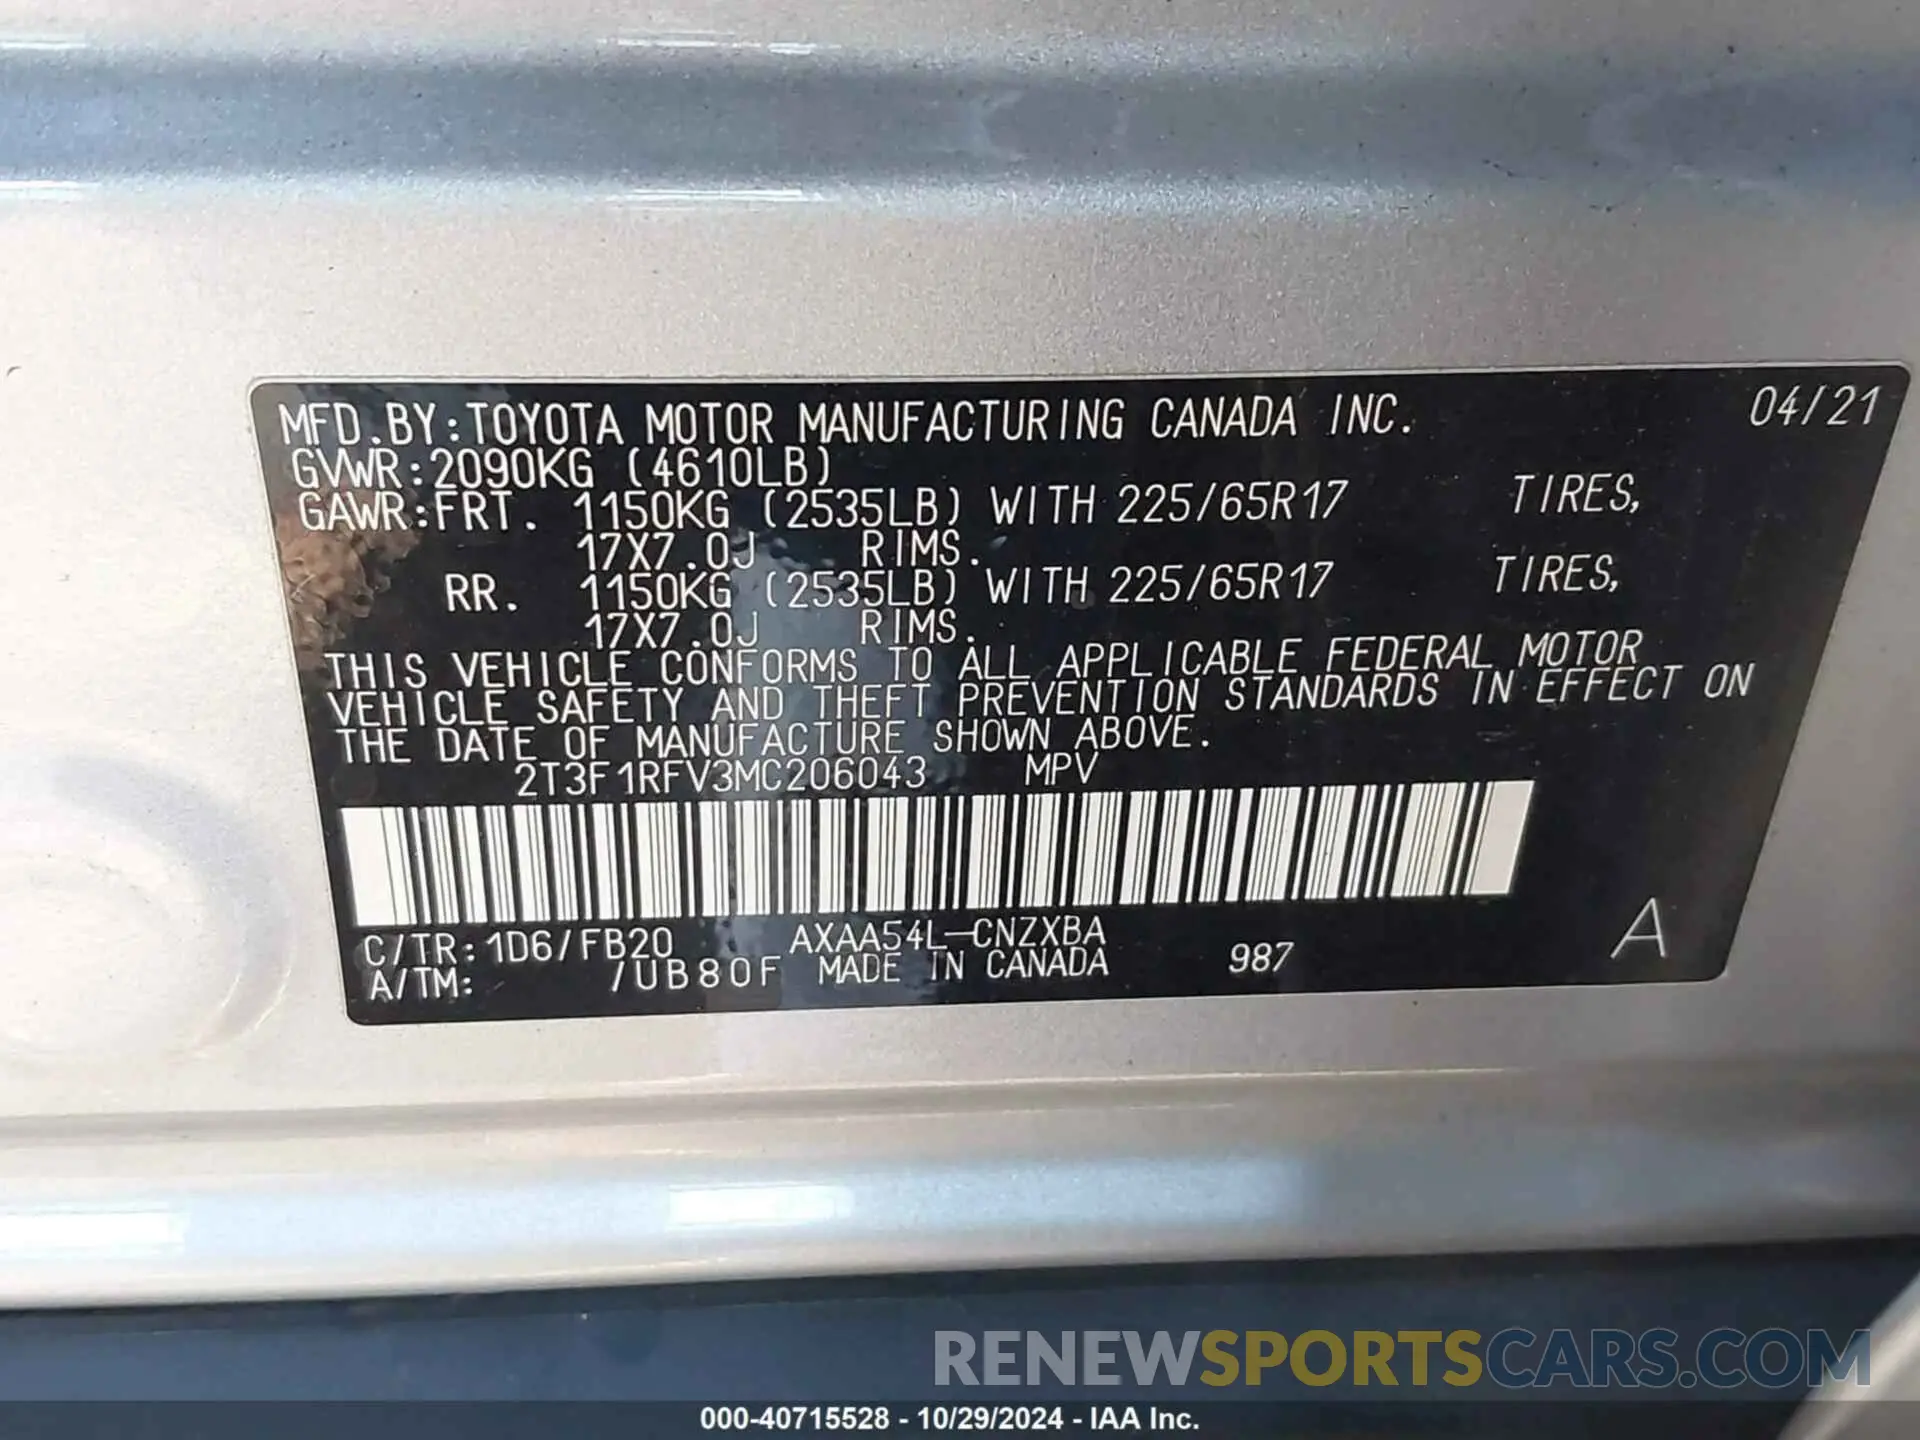 MFD.BY:TOYOTA MOTOR MANUFACTURING CANADA INC. 04/21
GVWR:2090KG (4610LB)
GAWR:FRT. 1150KG (2535LB) WITH 225/65R17 TIRES,
17X7.0J RIMS.
RR. 1150KG (2535LB) WITH 225/65R17 TIRES,
17X7.0J RIMS.
THIS VEHICLE CONFORMS TO ALL APPLICABLE FEDERAL MOTOR
VEHICLE SAFETY AND THEFT PREVENTION STANDARDS IN EFFECT ON
THE DATE OF MANUFACTURE SHOWN ABOVE.
2T3F1RFV3MC206043 MPV
C/TR:1D6/FB20 AXAA54L-CNZXBA
A/TM: /UB80F MADE IN CANADA 987 A
RENEWSPORTSCARS.COM
000-40715528 - 10/29/2024 - IAA Inc.